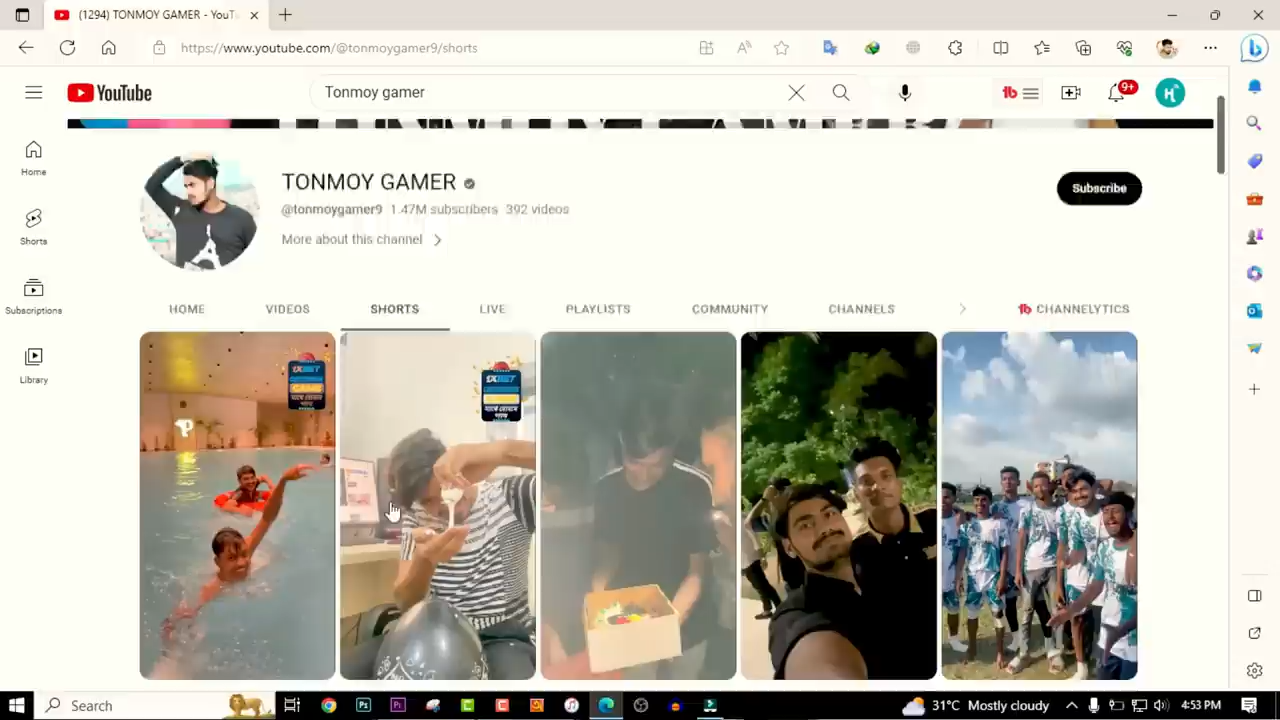 (1294) TONMOY GAMER - YouT
https://www.youtube.com/@tonmoygamer9/shorts
YouTube
Tonmoy gamer
9+
TONMOY GAMER
@tonmoygamer9 1.47M subscribers 392 videos
More about this channel
Subscribe
Home
Shorts
Subscriptions
Library
HOME
VIDEOS
SHORTS
LIVE
PLAYLISTS
COMMUNITY
CHANNELS
CHANNELYTICS
1XBET
GAME
1XBET
Search
31°C Mostly cloudy
4:53 PM